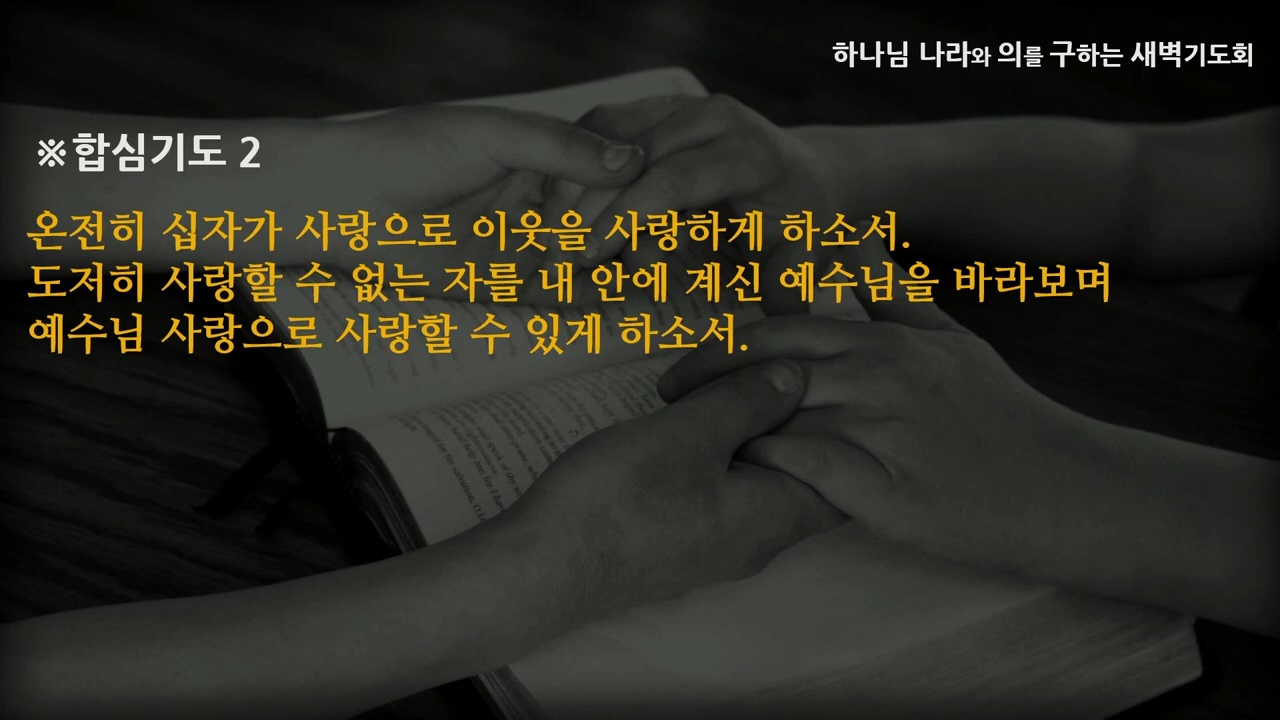 하나님 나라와 의를 구하는 새벽기도회
※합심기도 2
온전히 십자가 사랑으로 이웃을 사랑하게 하소서.
도저히 사랑할 수 없는 자를 내 안에 계신 예수님을 바라보며
예수님 사랑으로 사랑할 수 있게 하소서.